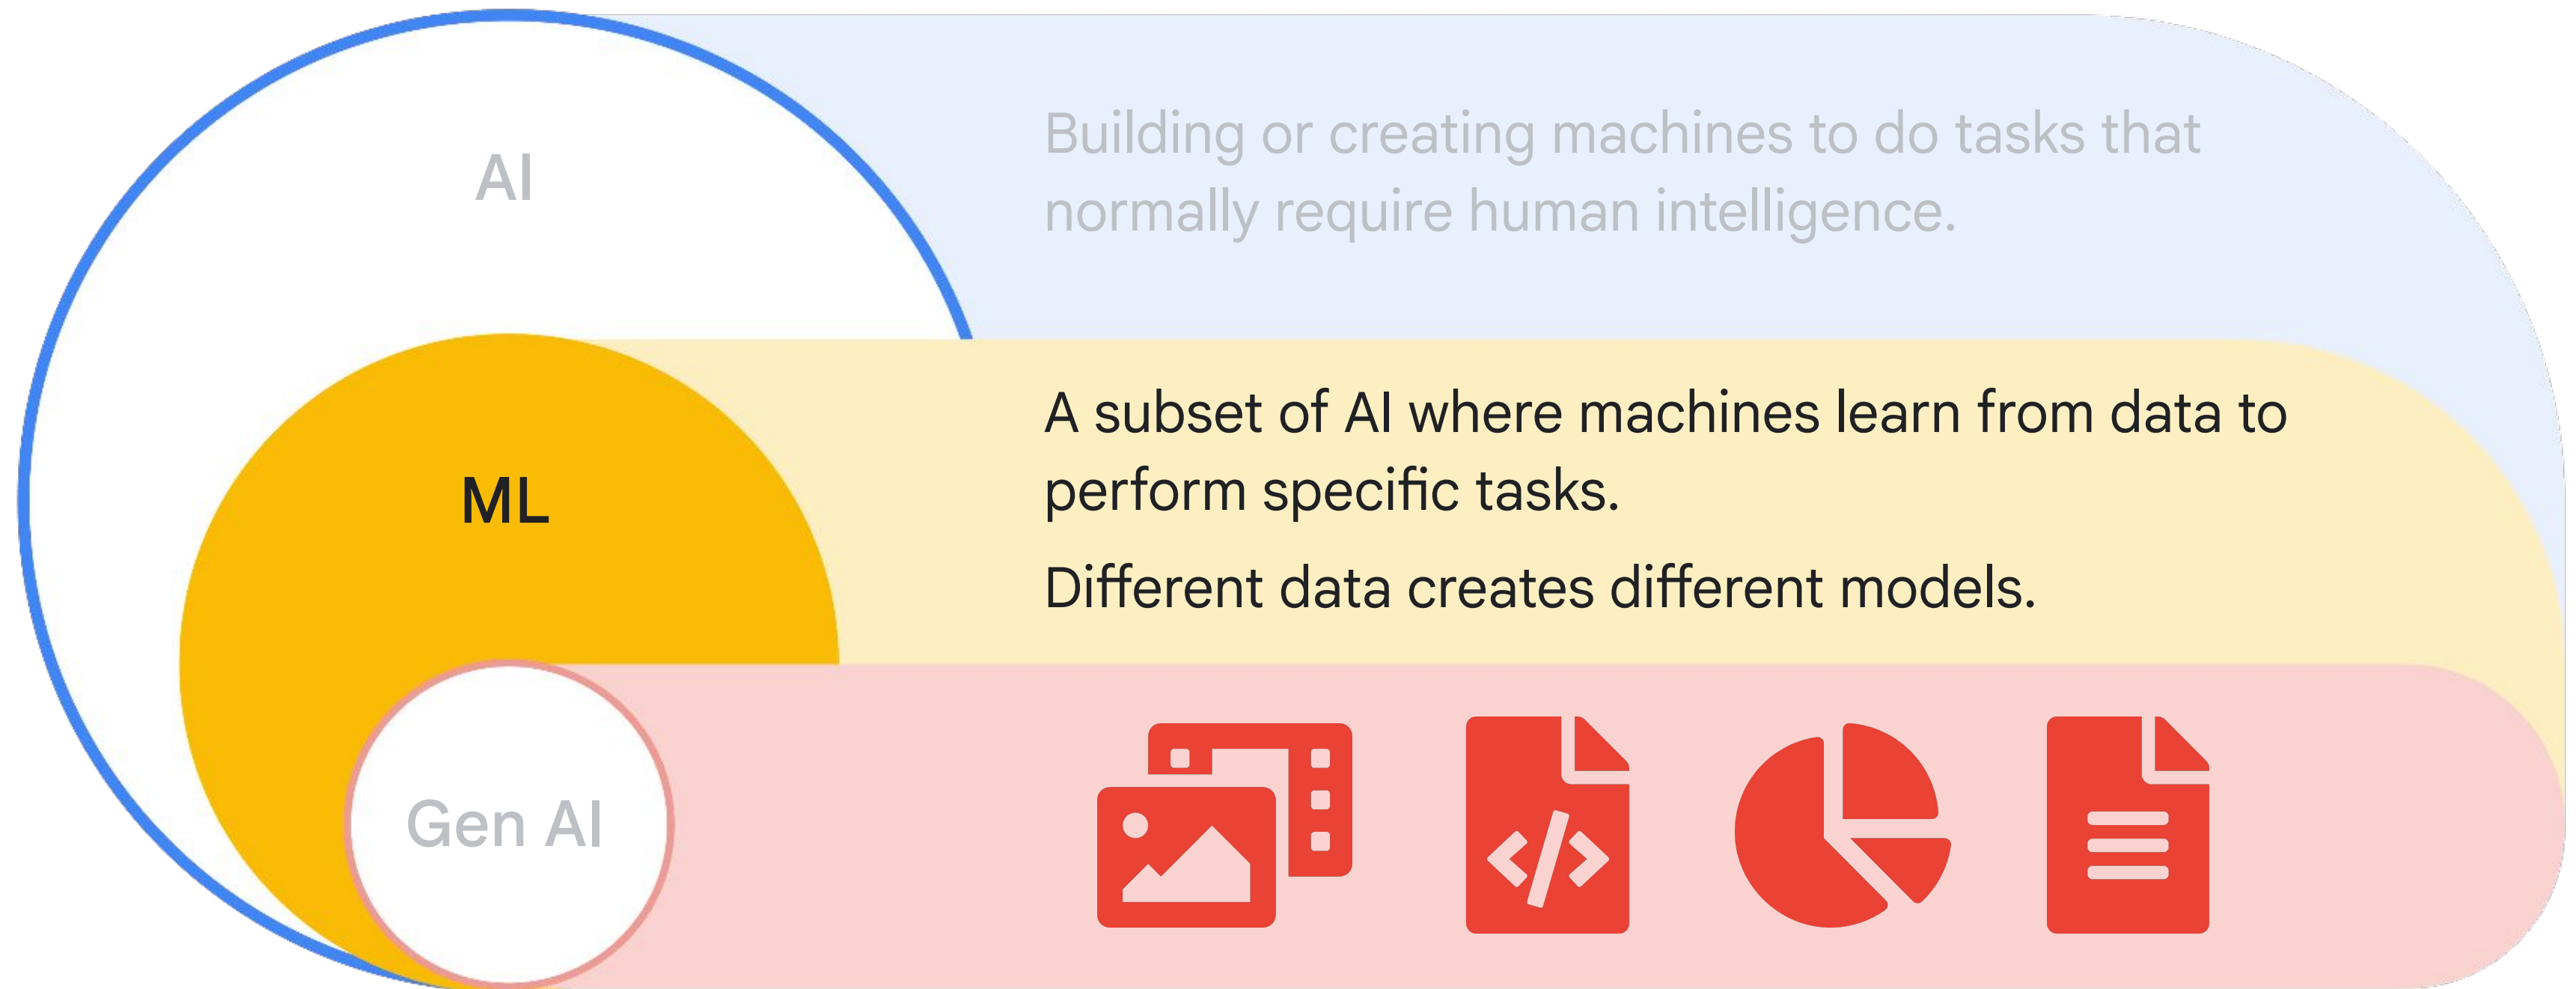 AI
Building or creating machines to do tasks that
normally require human intelligence.
ML
A subset of AI where machines learn from data to
perform specific tasks.
Different data creates different models.
Gen AI